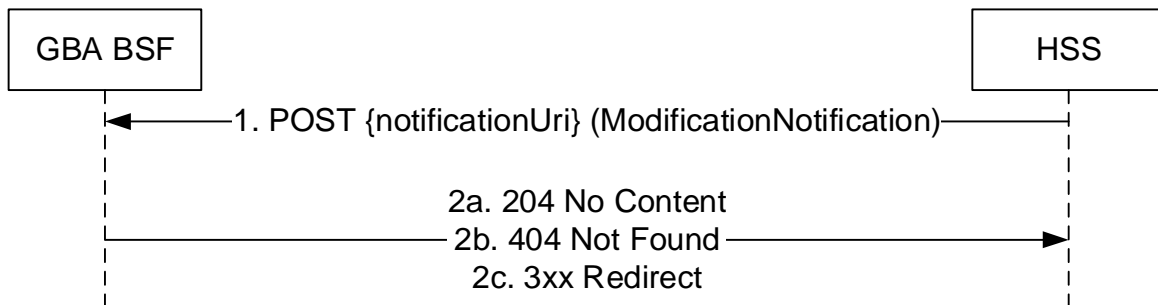 GBA BSF
HSS
1. POST {notificationUri} (ModificationNotification)
2a. 204 No Content
2b. 404 Not Found
2c. 3xx Redirect